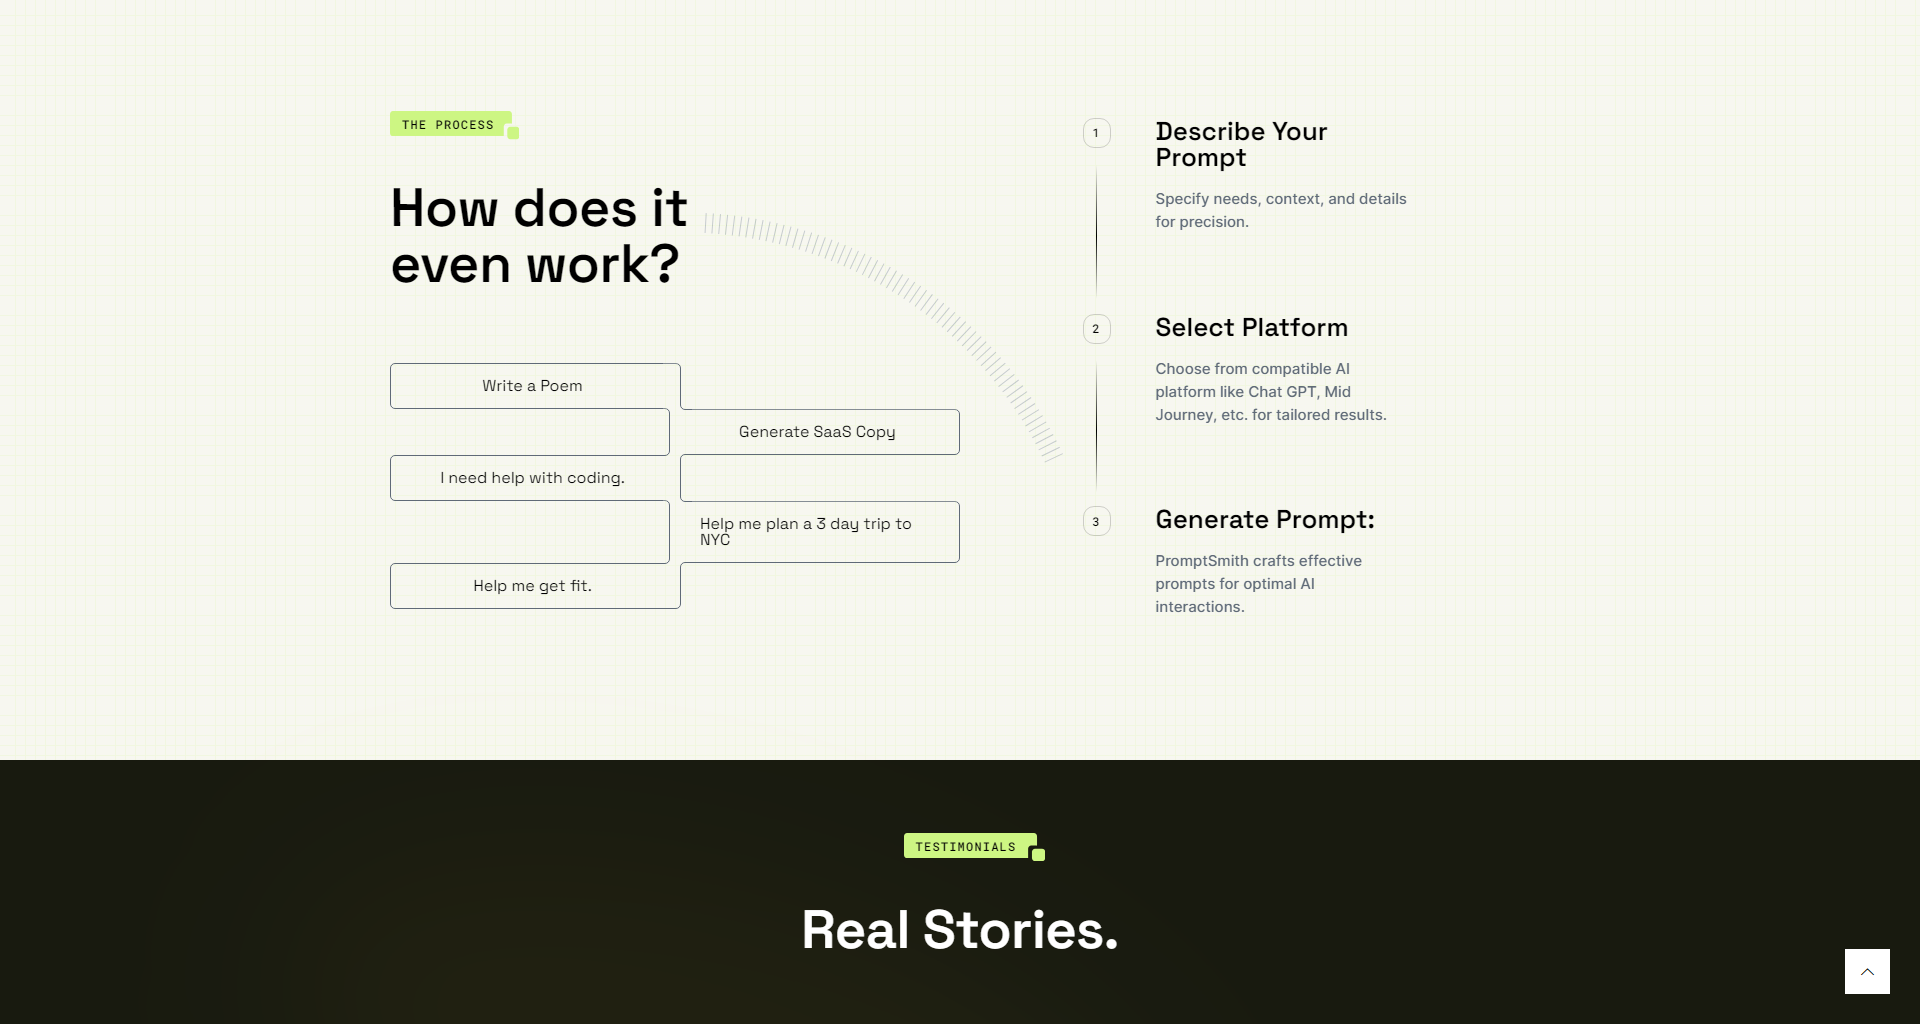 THE PROCESS
How does it
even work?
Write a Poem
Generate SaaS Copy
I need help with coding.
Help me plan a 3 day trip to
NYC
Help me get fit.
1
Describe Your
Prompt
Specify needs, context, and details
for precision.
2
Select Platform
Choose from compatible AI
platform like Chat GPT, Mid
Journey, etc. for tailored results.
3
Generate Prompt:
PromptSmith crafts effective
prompts for optimal AI
interactions.
TESTIMONIALS
Real Stories.